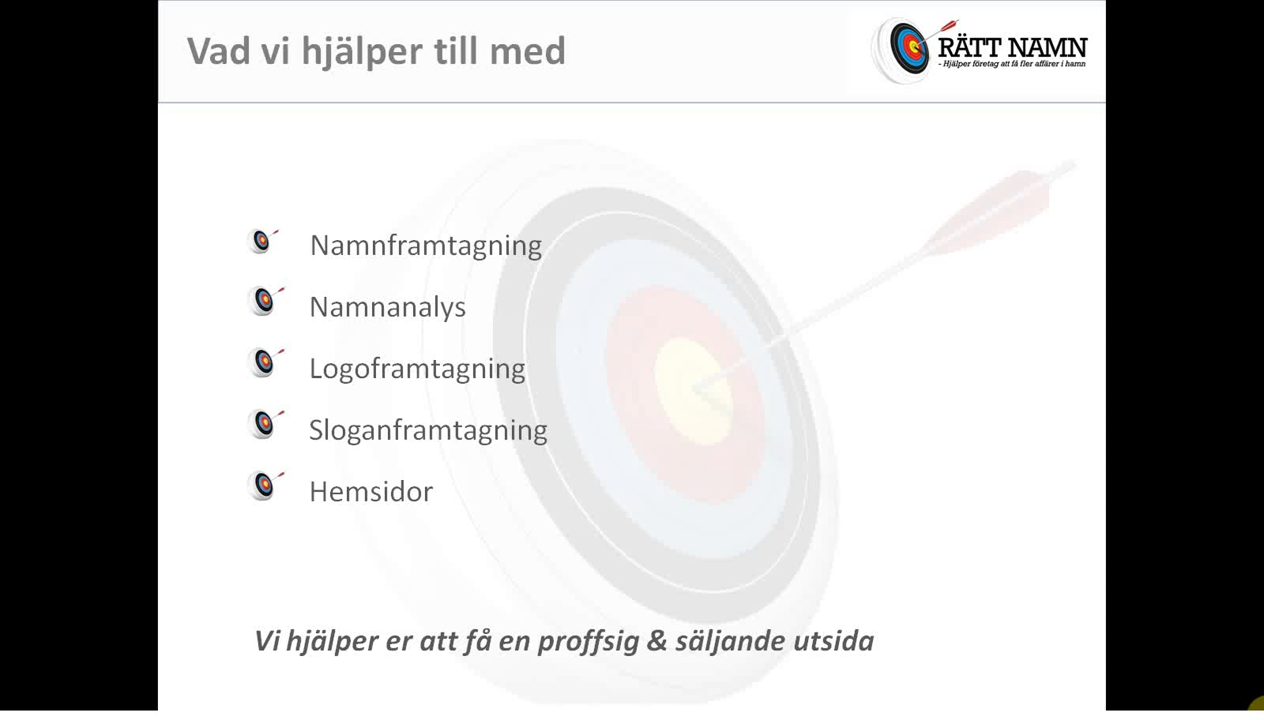 Vad vi hjälper till med
RÄTT NAMN
- Hjälper företag att få fler affärer i hamn
Namnframtagning
Namnanalys
Logoframtagning
Sloganframtagning
Hemsidor
Vi hjälper er att få en proffsig & säljande utsida